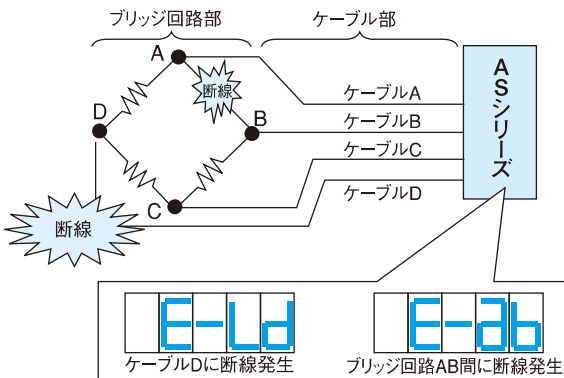 ブリッジ回路部
ケーブル部
A
断線
D
B
C
断線
ケーブルA
ケーブルB
ケーブルC
ケーブルD
ASシリーズ
E-Ld
ケーブルDに断線発生
E-ab
ブリッジ回路AB間に断線発生